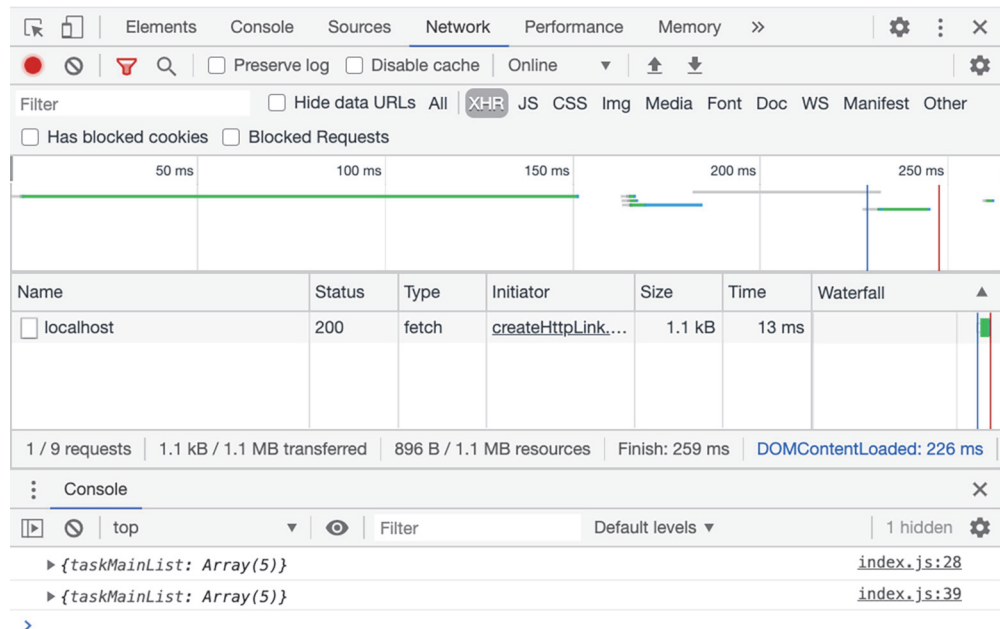 Elements Console Sources Network Performance Memory »
Preserve log Disable cache Online ▼
Filter Hide data URLs All XHR JS CSS Img Media Font Doc WS Manifest Other
Has blocked cookies Blocked Requests
50 ms 100 ms 150 ms 200 ms 250 ms
Name Status Type Initiator Size Time Waterfall ▲
localhost 200 fetch createHttpLink.… 1.1 kB 13 ms
1 / 9 requests 1.1 kB / 1.1 MB transferred 896 B / 1.1 MB resources Finish: 259 ms DOMContentLoaded: 226 ms
Console
top ▼ Filter Default levels ▼ 1 hidden
▶{taskMainList: Array(5)} index.js:28
▶{taskMainList: Array(5)} index.js:39